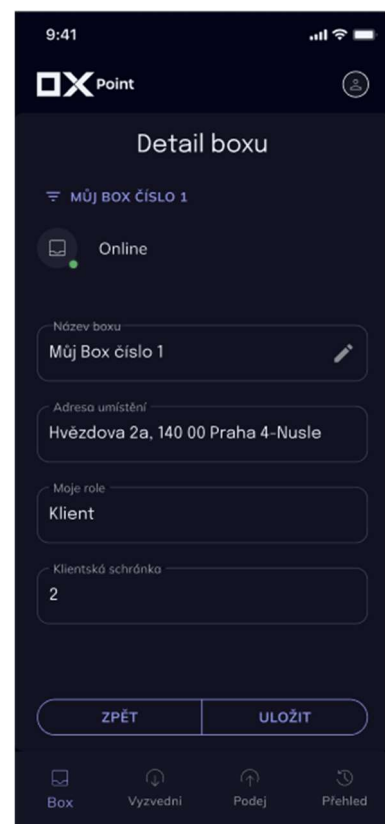 9:41
OX Point
Detail boxu
MŮJ BOX ČÍSLO 1
Online
Název boxu
Můj Box číslo 1
Adresa umístění
Hvězdova 2a, 140 00 Praha 4-Nusle
Moje role
Klient
Klientská schránka
2
ZPĚT ULOŽIT
Box Vyzvedni Podej Přehled